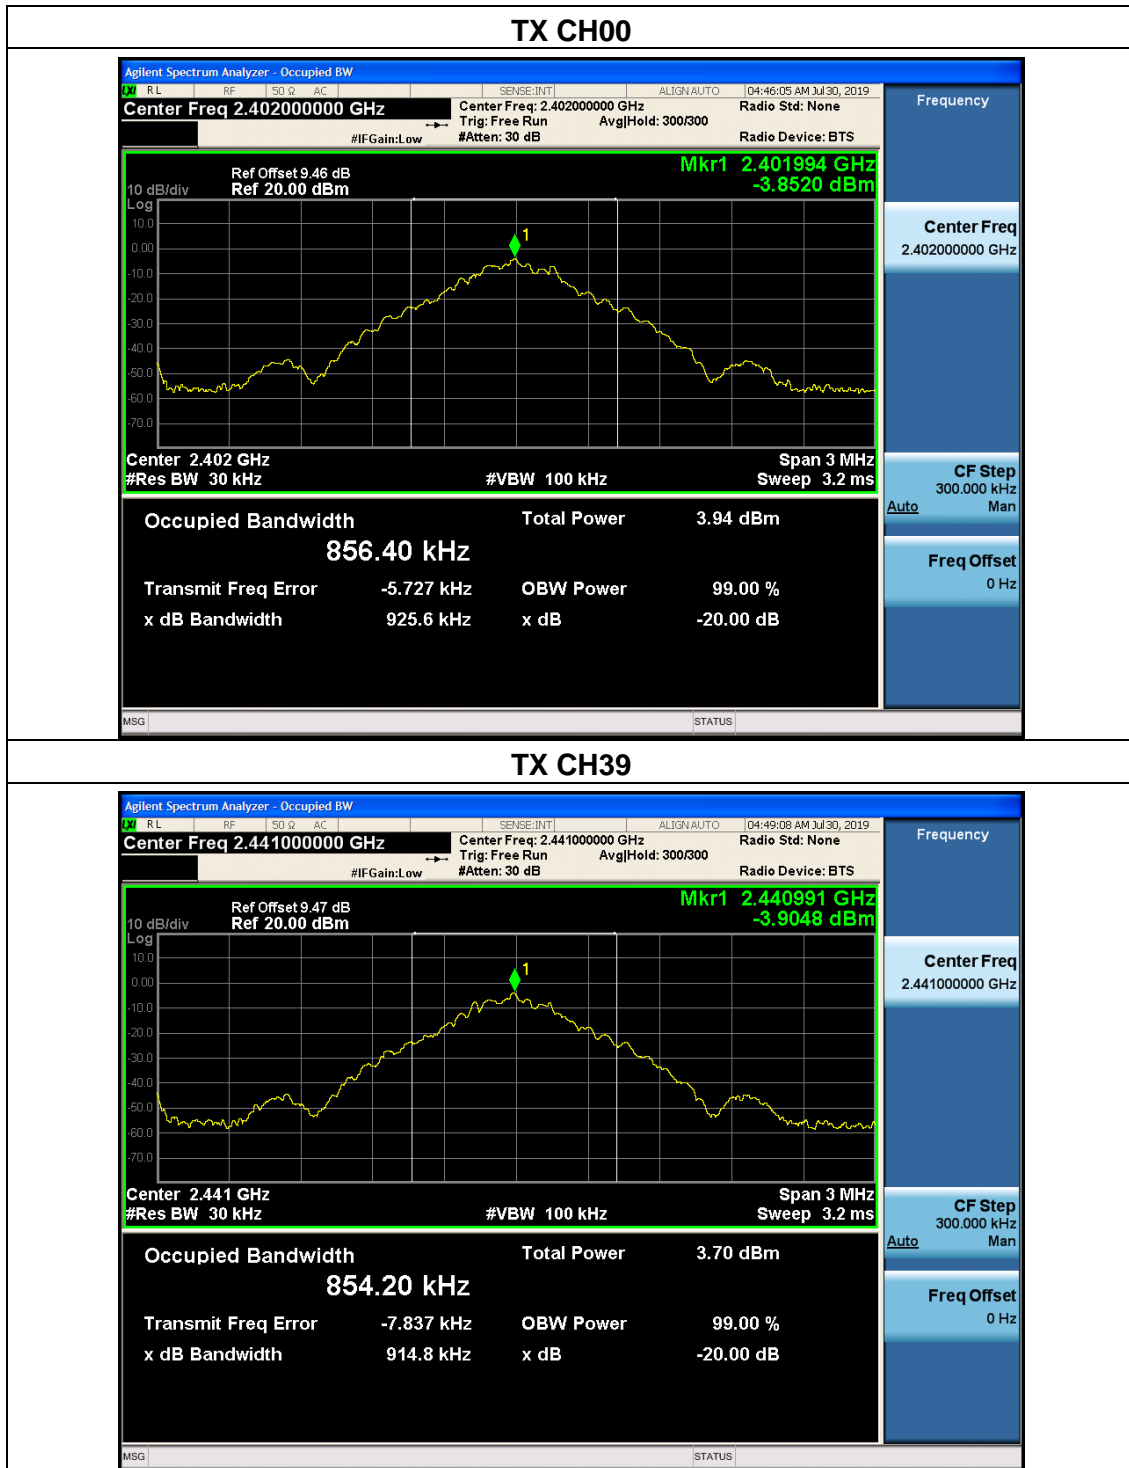 TX CH00
Agilent Spectrum Analyzer - Occupied BW
LXI RL RF 50 Ω AC SENSE:INT ALIGN AUTO 04:46:05 AM Jul 30, 2019
Center Freq 2.402000000 GHz
Center Freq: 2.402000000 GHz
Radio Std: None
Trig: Free Run Avg|Hold: 300/300
#IFGain:Low #Atten: 30 dB Radio Device: BTS
Frequency
Mkr1 2.401994 GHz
-3.8520 dBm
Ref Offset 9.46 dB
10 dB/div Ref 20.00 dBm
Log
10.0
0.00
-10.0
-20.0
-30.0
-40.0
-50.0
-60.0
-70.0
1
Center Freq
2.402000000 GHz
Center 2.402 GHz Span 3 MHz
#Res BW 30 kHz #VBW 100 kHz Sweep 3.2 ms
CF Step
300.000 kHz
Auto Man
Freq Offset
0 Hz
Occupied Bandwidth Total Power 3.94 dBm
856.40 kHz
Transmit Freq Error -5.727 kHz OBW Power 99.00 %
x dB Bandwidth 925.6 kHz x dB -20.00 dB
MSG STATUS
TX CH39
Agilent Spectrum Analyzer - Occupied BW
LXI RL RF 50 Ω AC SENSE:INT ALIGN AUTO 04:49:08 AM Jul 30, 2019
Center Freq 2.441000000 GHz
Center Freq: 2.441000000 GHz
Radio Std: None
Trig: Free Run Avg|Hold: 300/300
#IFGain:Low #Atten: 30 dB Radio Device: BTS
Frequency
Mkr1 2.440991 GHz
-3.9048 dBm
Ref Offset 9.47 dB
10 dB/div Ref 20.00 dBm
Log
10.0
0.00
-10.0
-20.0
-30.0
-40.0
-50.0
-60.0
-70.0
1
Center Freq
2.441000000 GHz
Center 2.441 GHz Span 3 MHz
#Res BW 30 kHz #VBW 100 kHz Sweep 3.2 ms
CF Step
300.000 kHz
Auto Man
Freq Offset
0 Hz
Occupied Bandwidth Total Power 3.70 dBm
854.20 kHz
Transmit Freq Error -7.837 kHz OBW Power 99.00 %
x dB Bandwidth 914.8 kHz x dB -20.00 dB
MSG STATUS